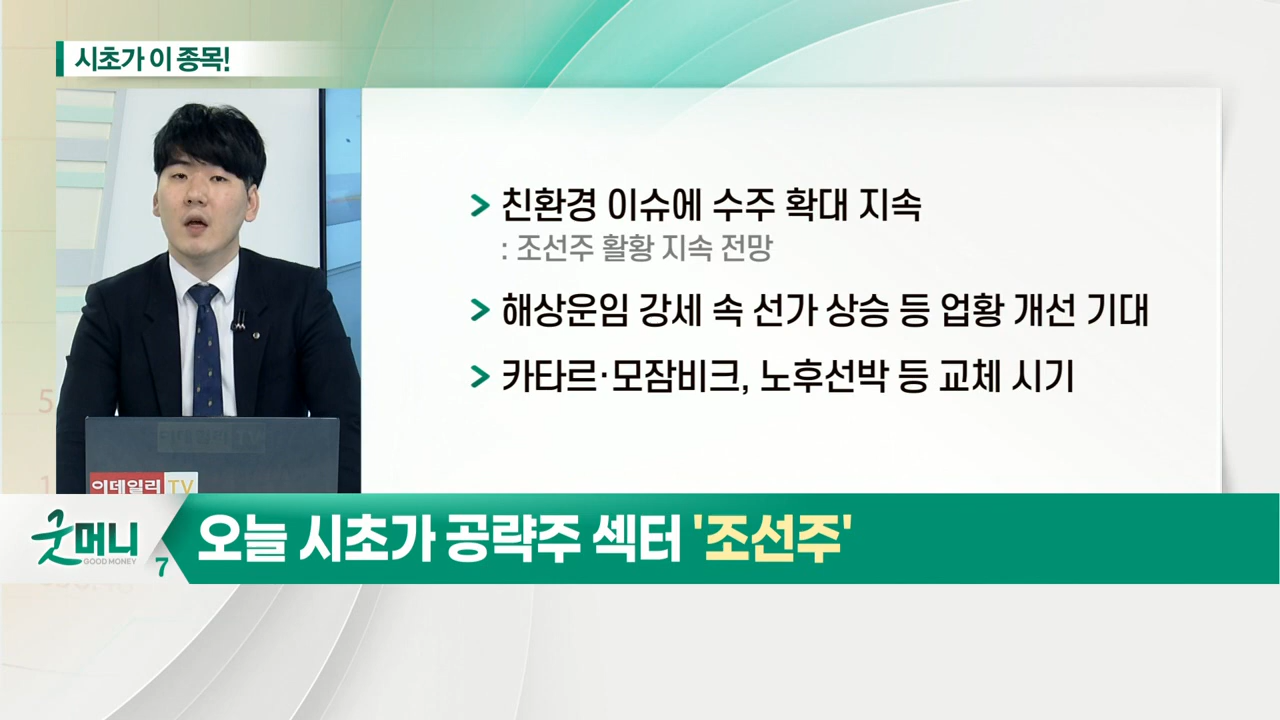 시초가 이 종목!
> 친환경 이슈에 수주 확대 지속
: 조선주 활황 지속 전망
> 해상운임 강세 속 선가 상승 등 업황 개선 기대
> 카타르·모잠비크, 노후선박 등 교체 시기
이데일리 TV
굿머니
GOOD MONEY
7
오늘 시초가 공략주 섹터 '조선주'